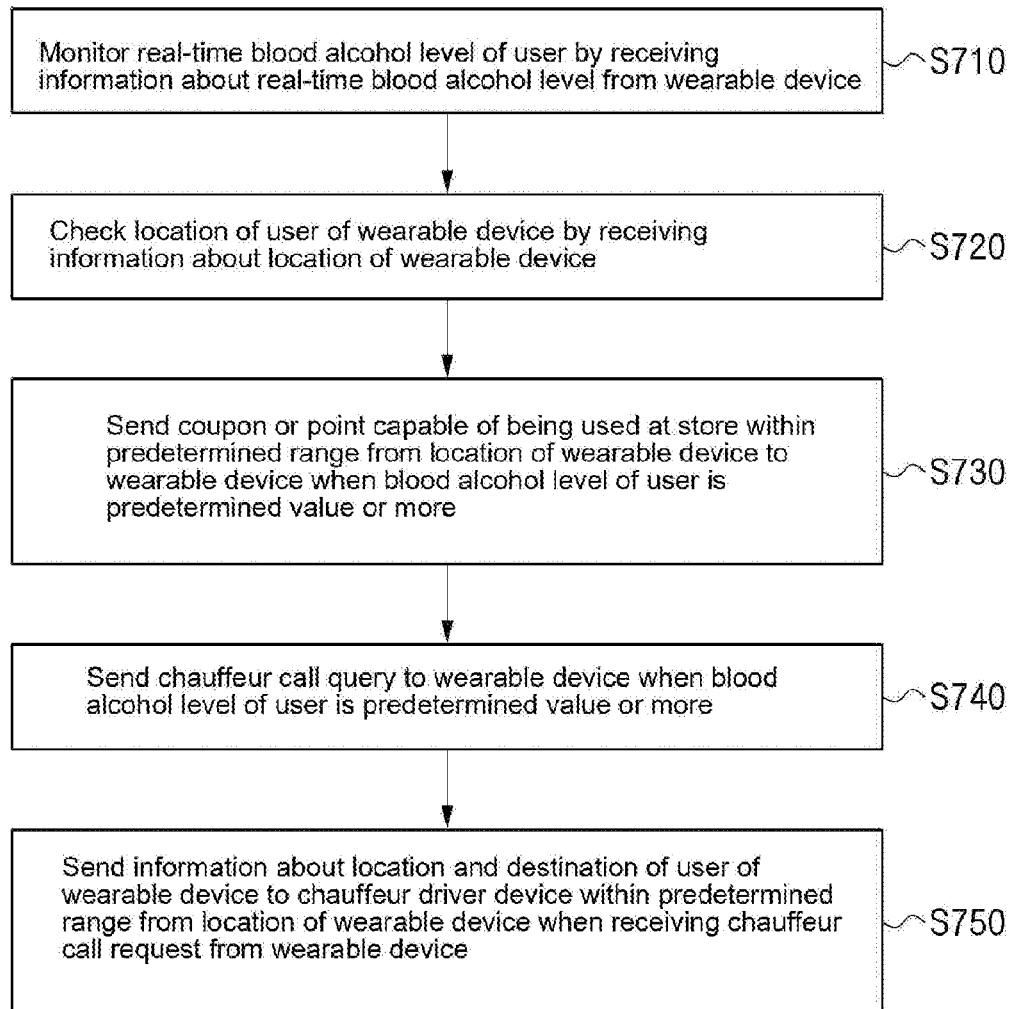 Monitor real-time blood alcohol level of user by receiving
information about real-time blood alcohol level from wearable device
S710
Check location of user of wearable device by receiving
information about location of wearable device
S720
Send coupon or point capable of being used at store within
predetermined range from location of wearable device to
wearable device when blood alcohol level of user is
predetermined value or more
S730
Send chauffeur call query to wearable device when blood
alcohol level of user is predetermined value or more
S740
Send information about location and destination of user of
wearable device to chauffeur driver device within predetermined
range from location of wearable device when receiving chauffeur
call request from wearable device
S750